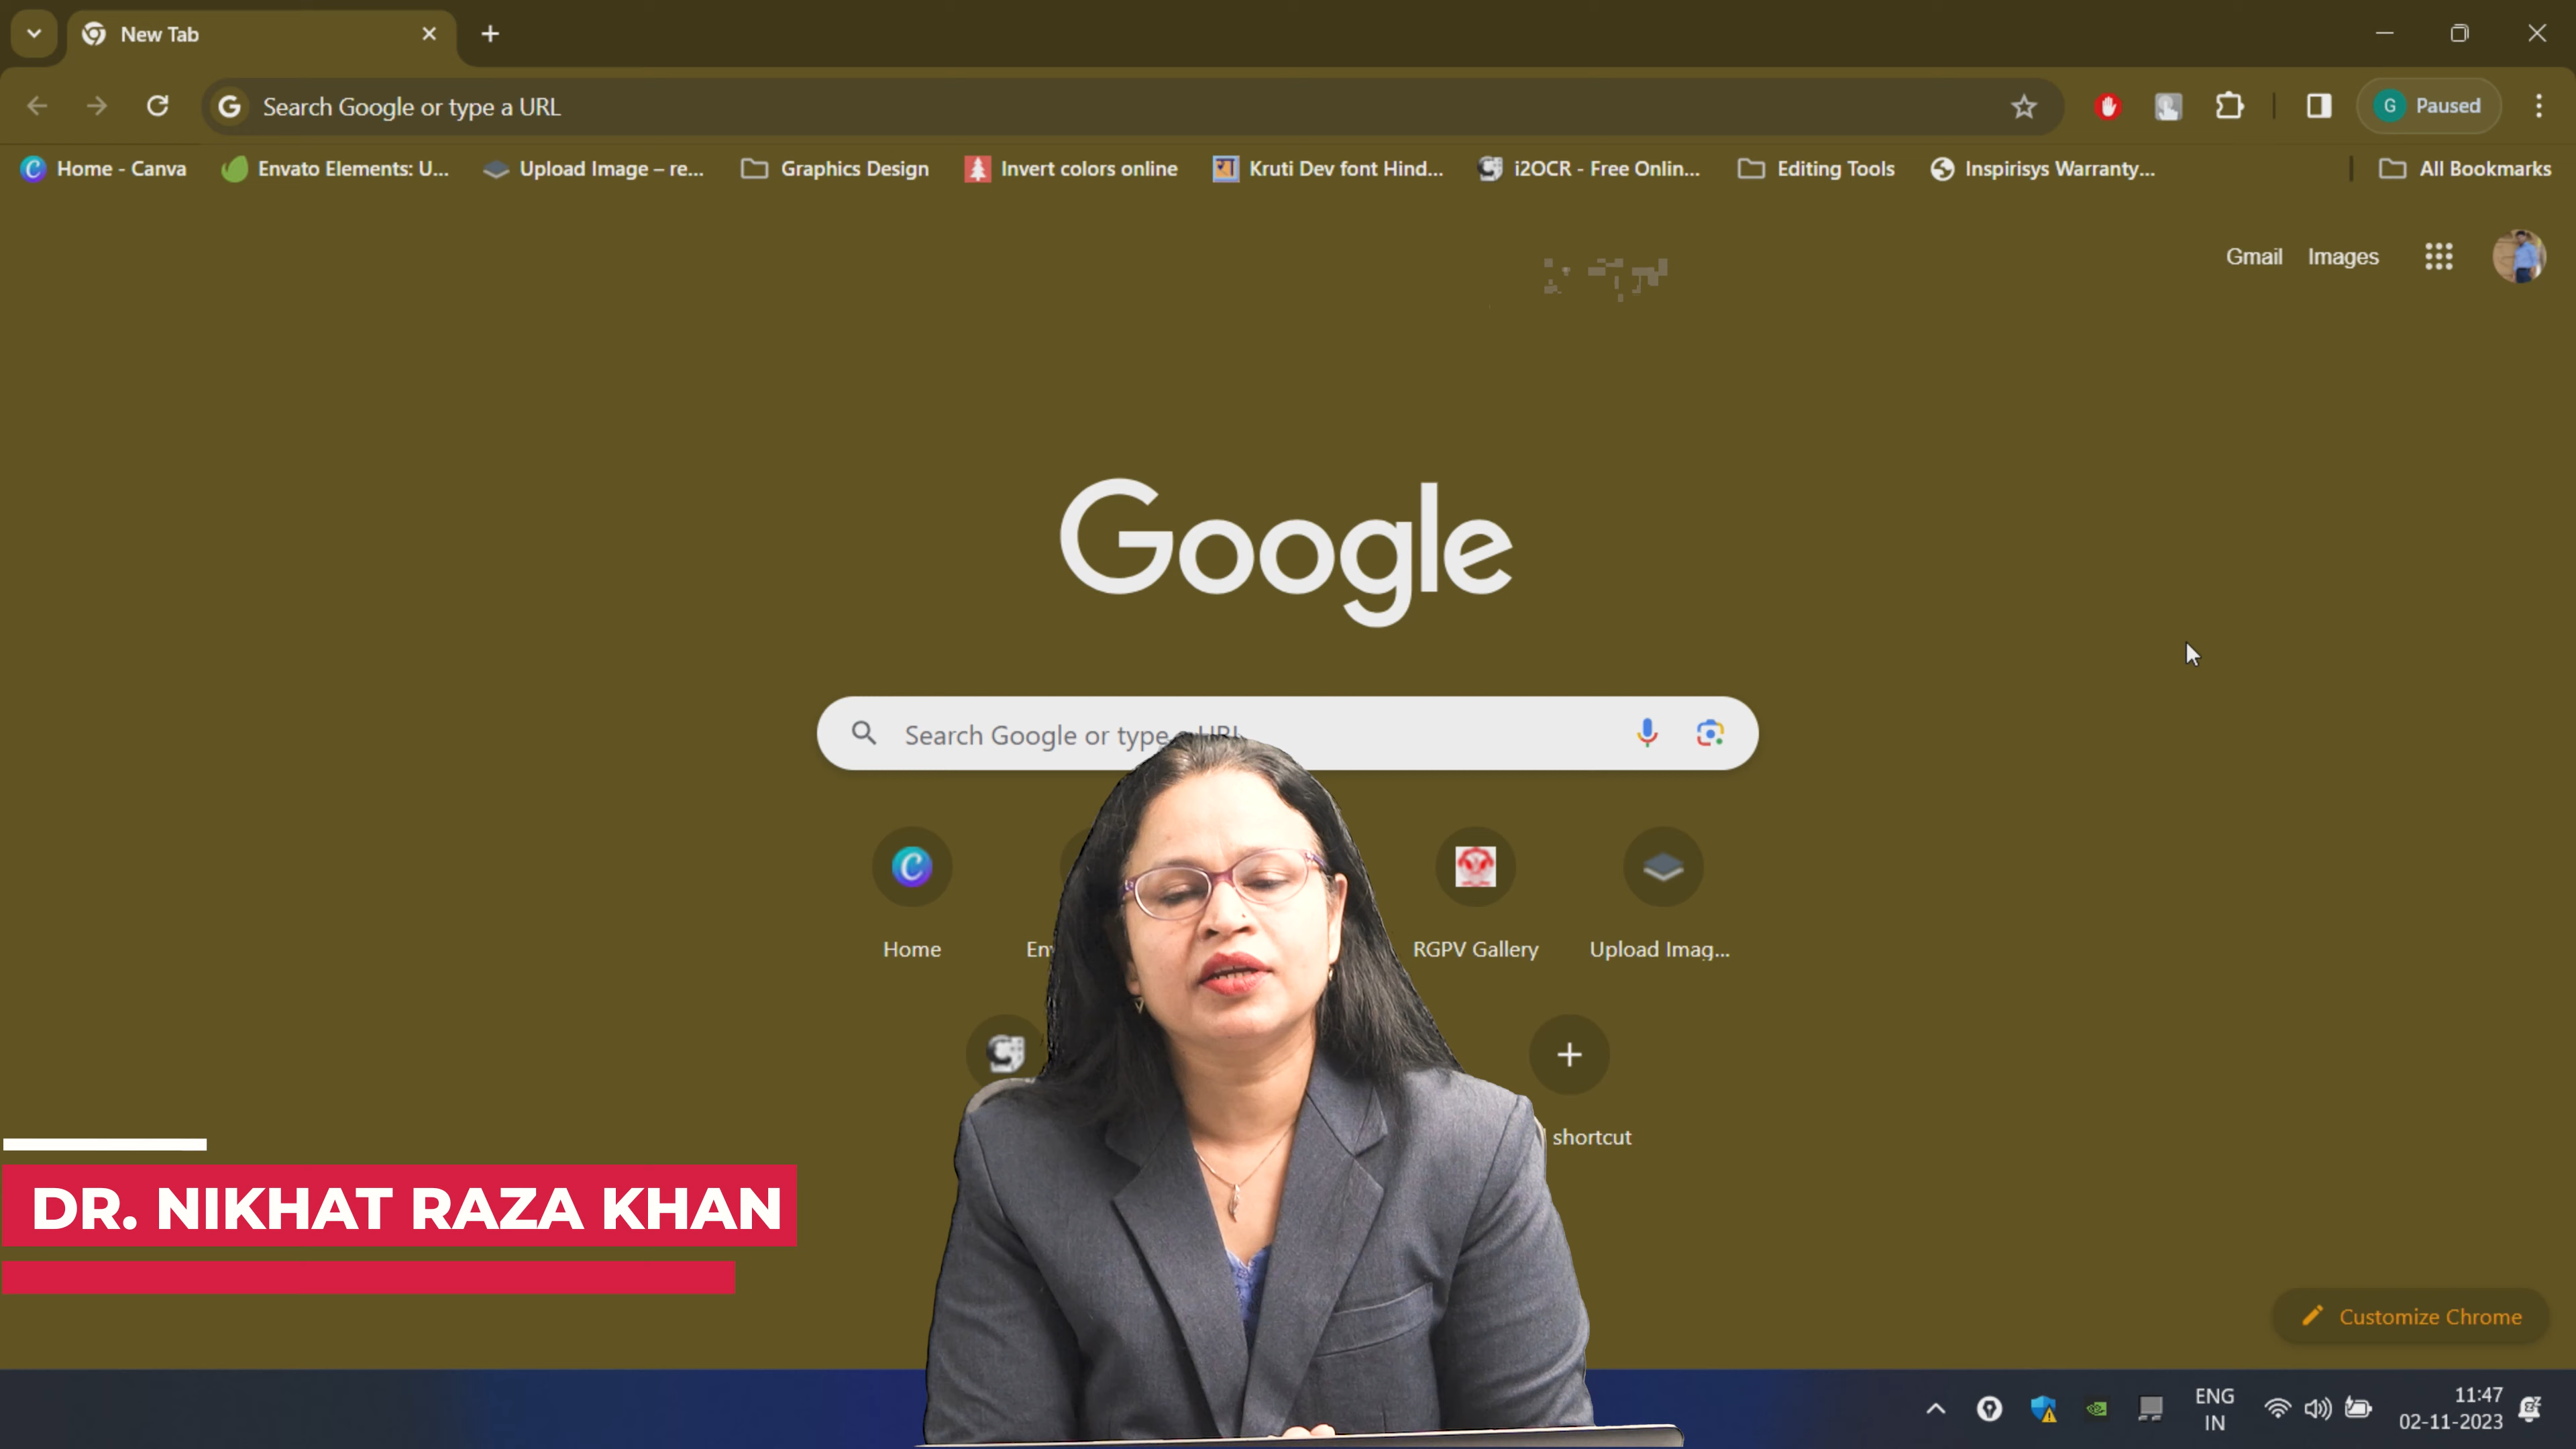 New Tab
Search Google or type a URL
Paused
Home - Canva
Envato Elements: U...
Upload Image – re...
Graphics Design
Invert colors online
Kruti Dev font Hind...
i2OCR - Free Onlin...
Editing Tools
Inspirisys Warranty...
All Bookmarks
Gmail Images
Google
Search Google or type a URL
Home
RGPV Gallery
Upload Imag...
shortcut
DR. NIKHAT RAZA KHAN
Customize Chrome
ENG
IN
11:47
02-11-2023